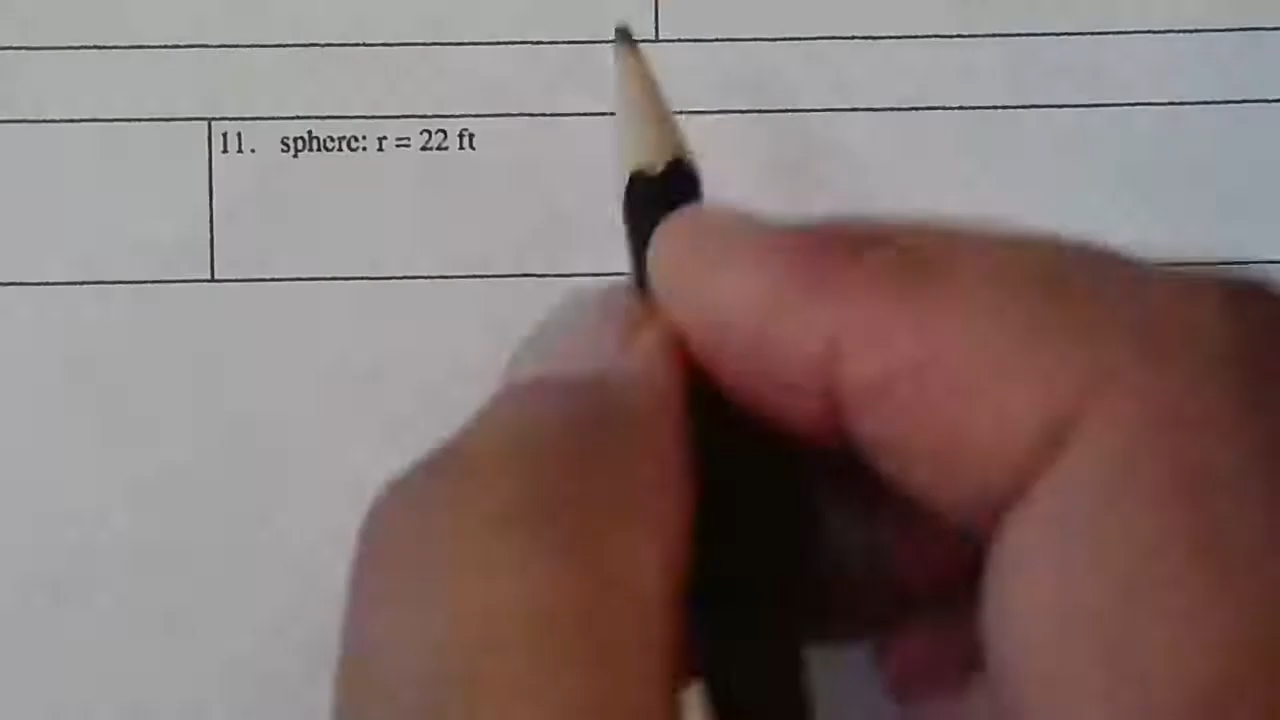 11. sphere: r = 22 ft